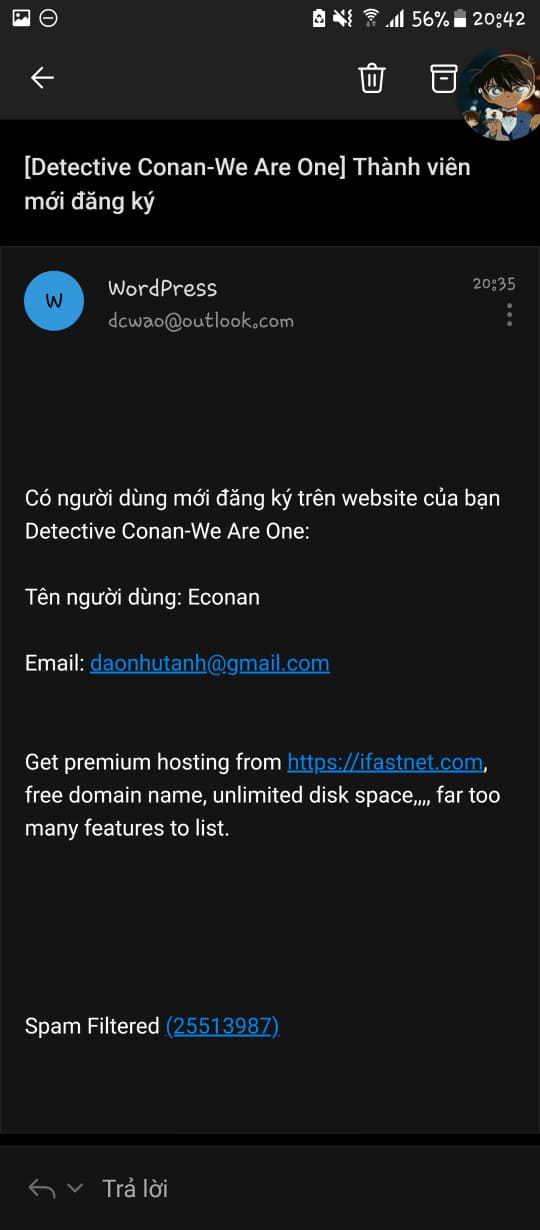 56% 20:42
[Detective Conan-We Are One] Thành viên
mới đăng ký
W
WordPress
20:35
dcwao@outlook.com
Có người dùng mới đăng ký trên website của bạn
Detective Conan-We Are One:
Tên người dùng: Econan
Email: daonhutanh@gmail.com
Get premium hosting from https://ifastnet.com,
free domain name, unlimited disk space,,,, far too
many features to list.
Spam Filtered (25513987)
Trả lời